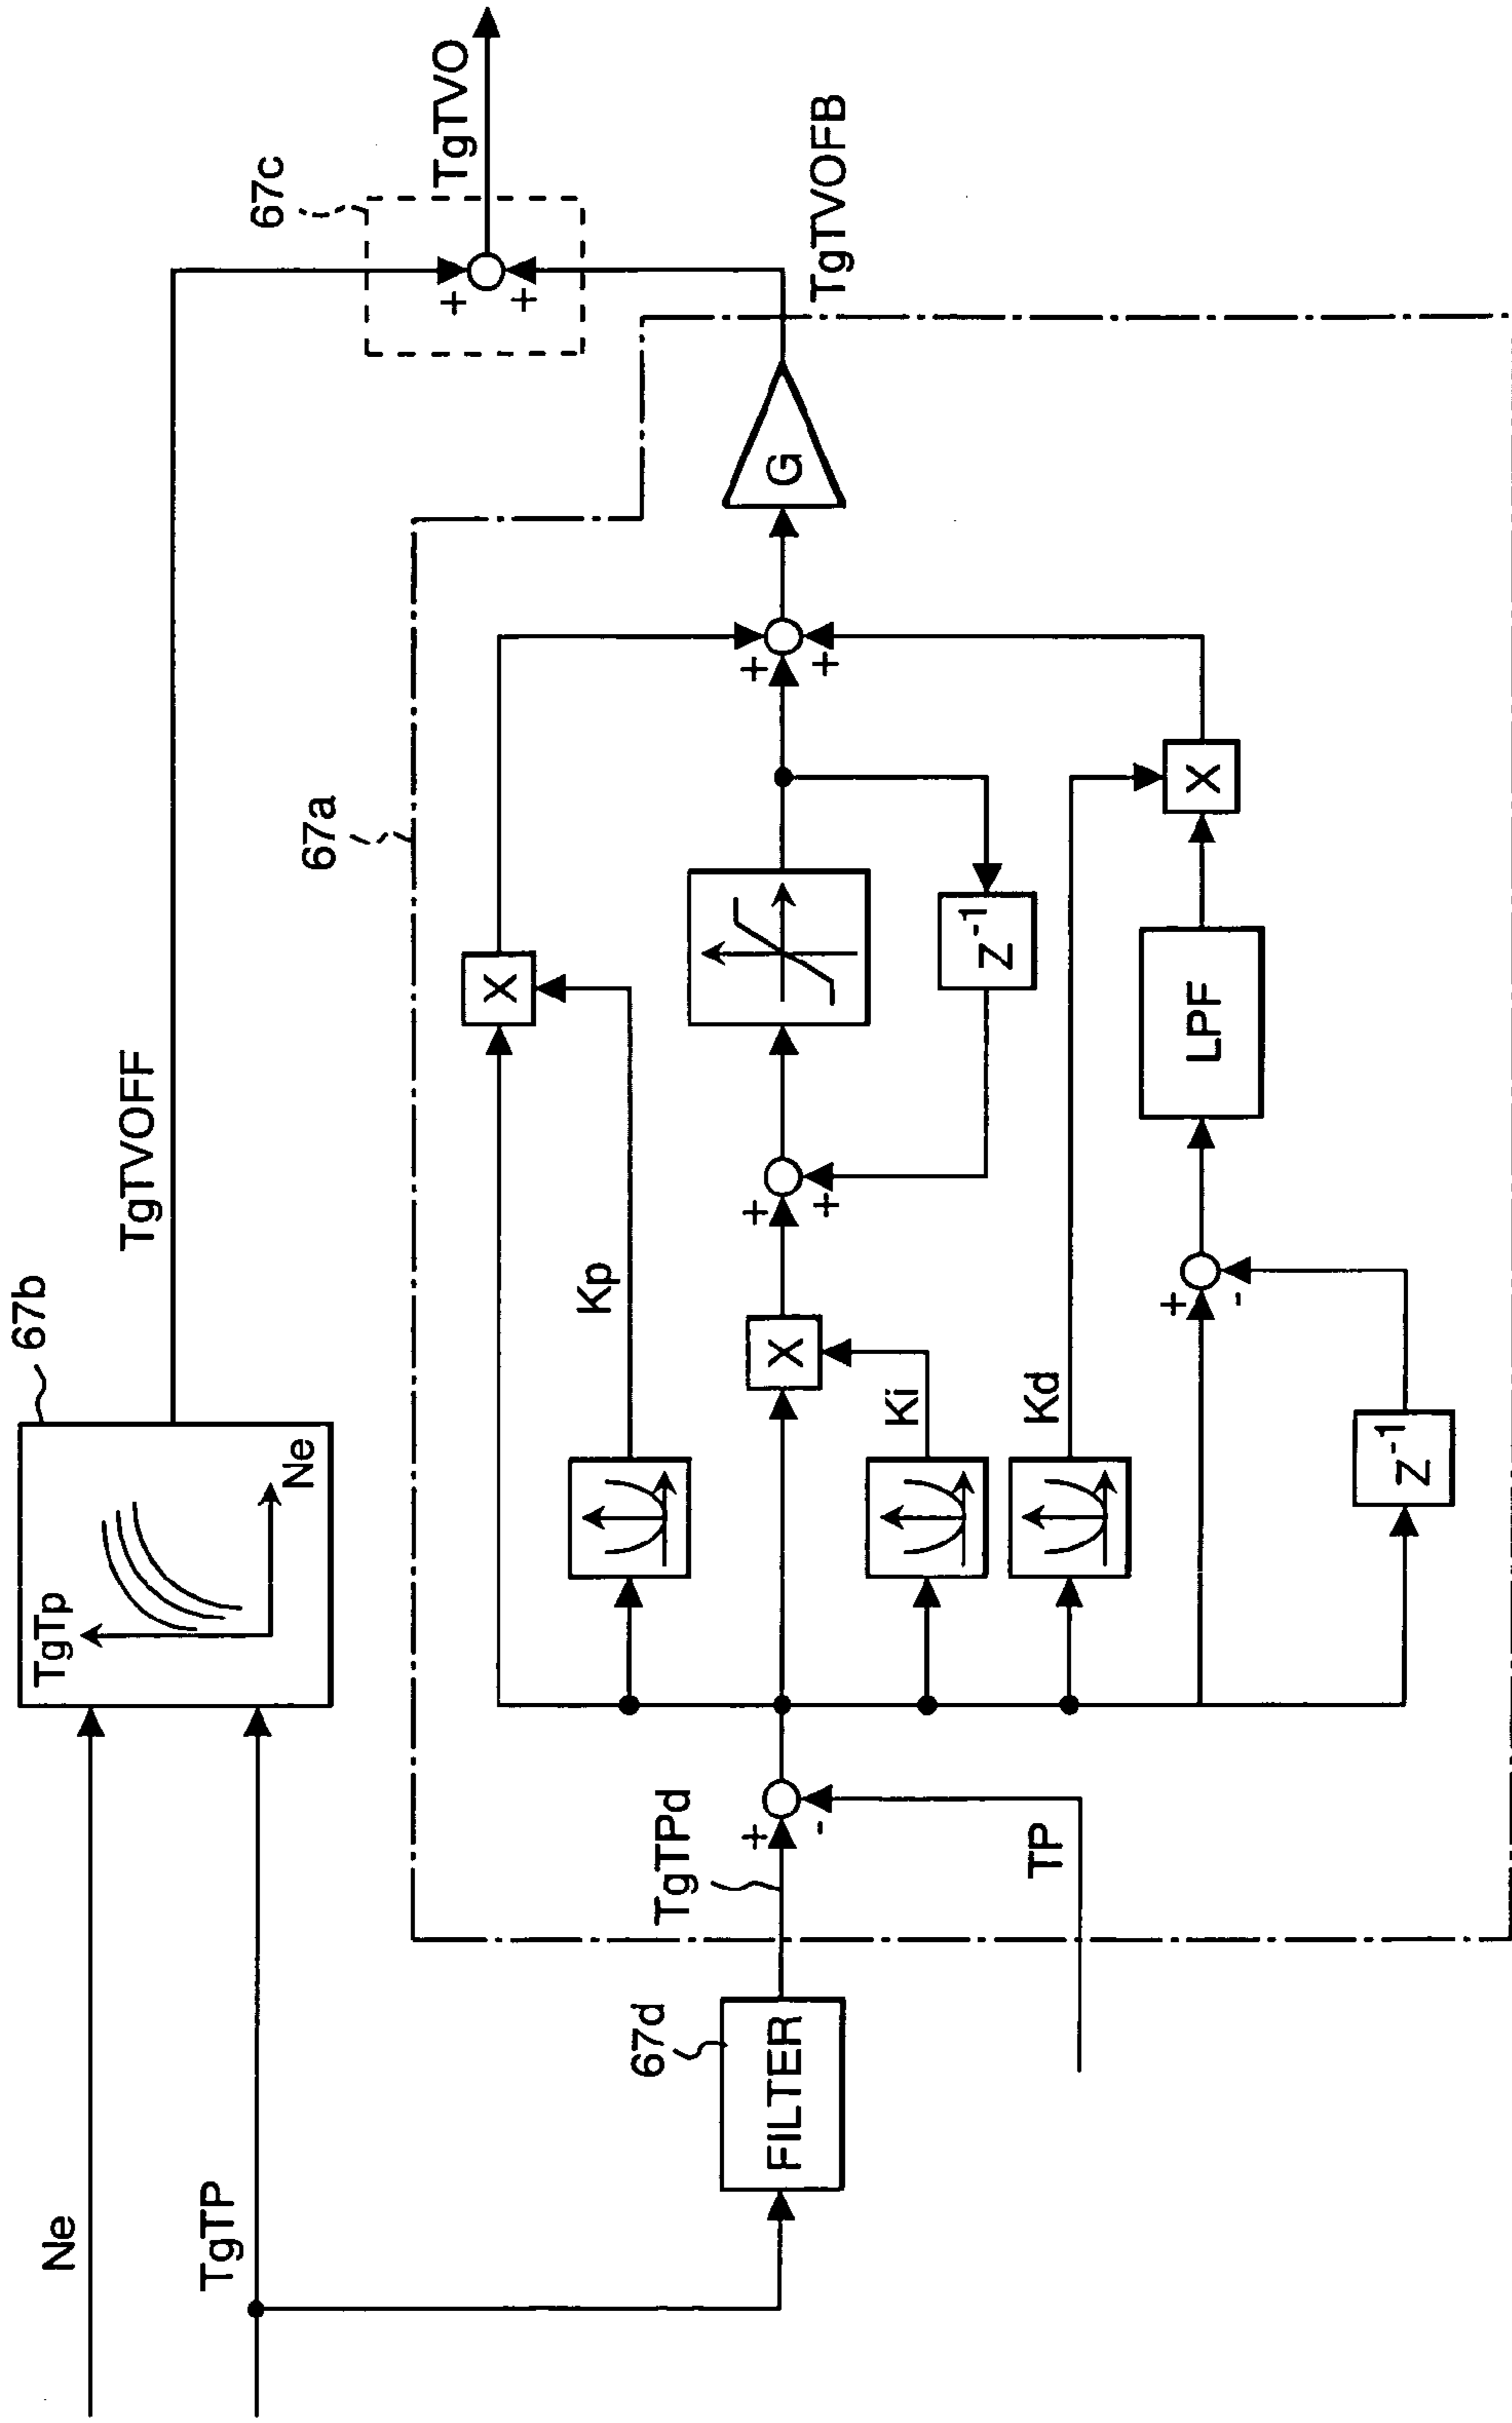 Ne
TgTP
67b
TgTp
Ne
TgTVOFF
67c
+
+
TgTVO
67a
67d
FILTER
TgTPd
+
-
TP
Kp
X
X
Ki
+
+
Z⁻¹
+
+
G
TgTVOFB
Kd
+
-
Z⁻¹
LPF
X